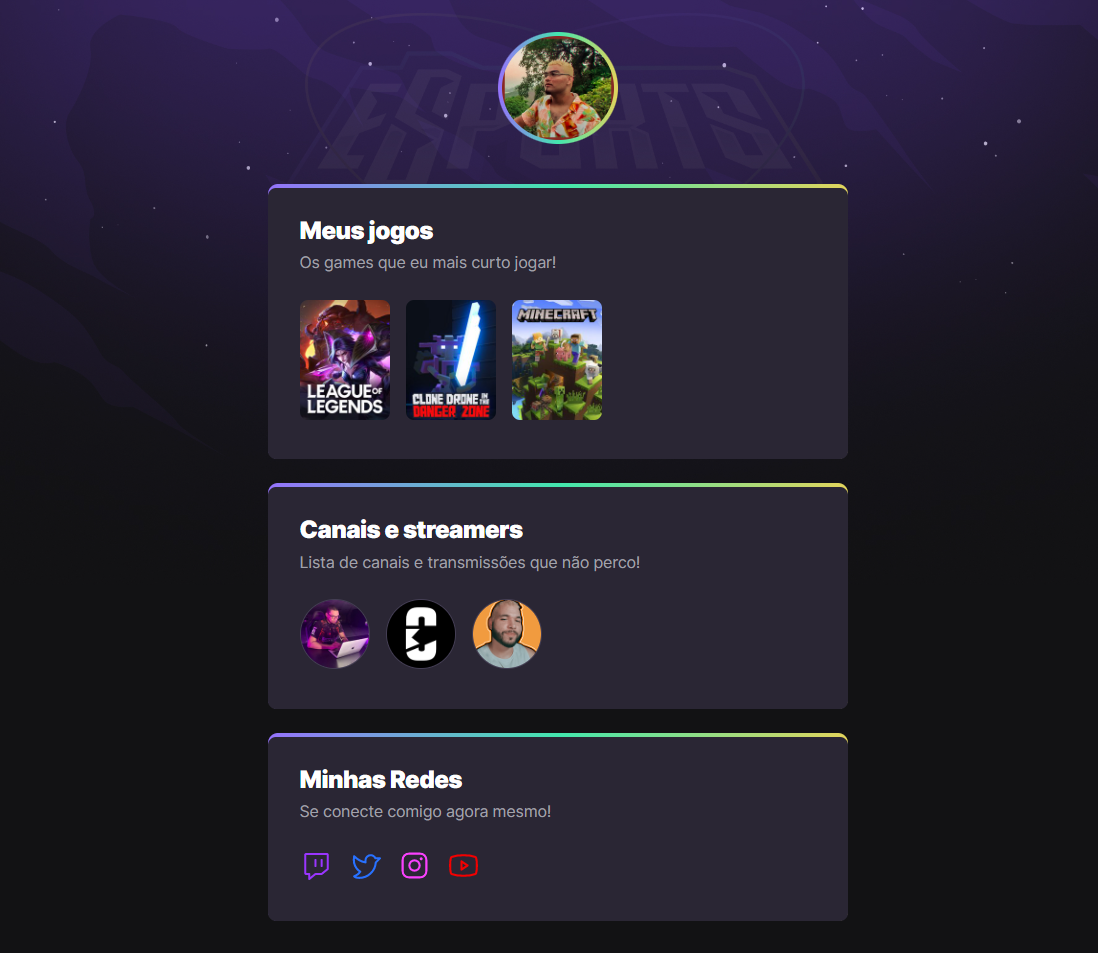 ESPORTS
Meus jogos
Os games que eu mais curto jogar!
LEAGUE OF
LEGENDS
CLONE DRONE IN THE
DANGER ZONE
MINECRAFT
Canais e streamers
Lista de canais e transmissões que não perco!
Minhas Redes
Se conecte comigo agora mesmo!